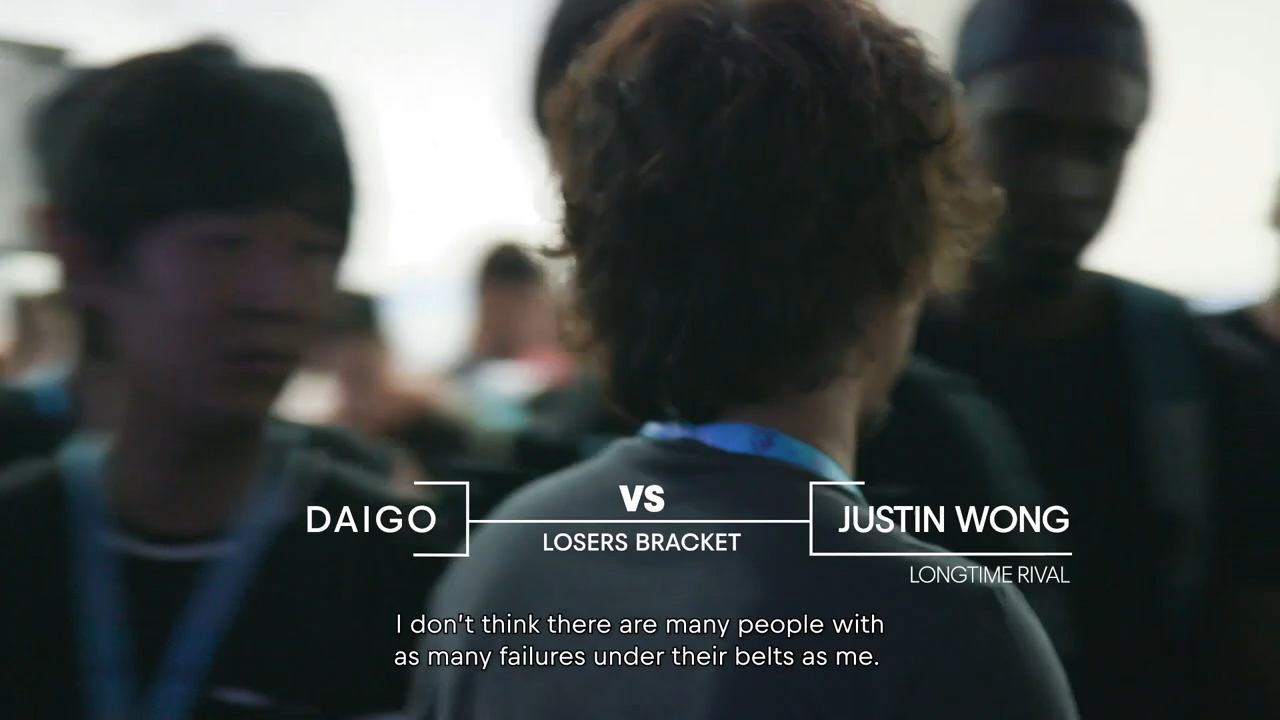 DAIGO
VS
LOSERS BRACKET
JUSTIN WONG
LONGTIME RIVAL
I don't think there are many people with
as many failures under their belts as me.